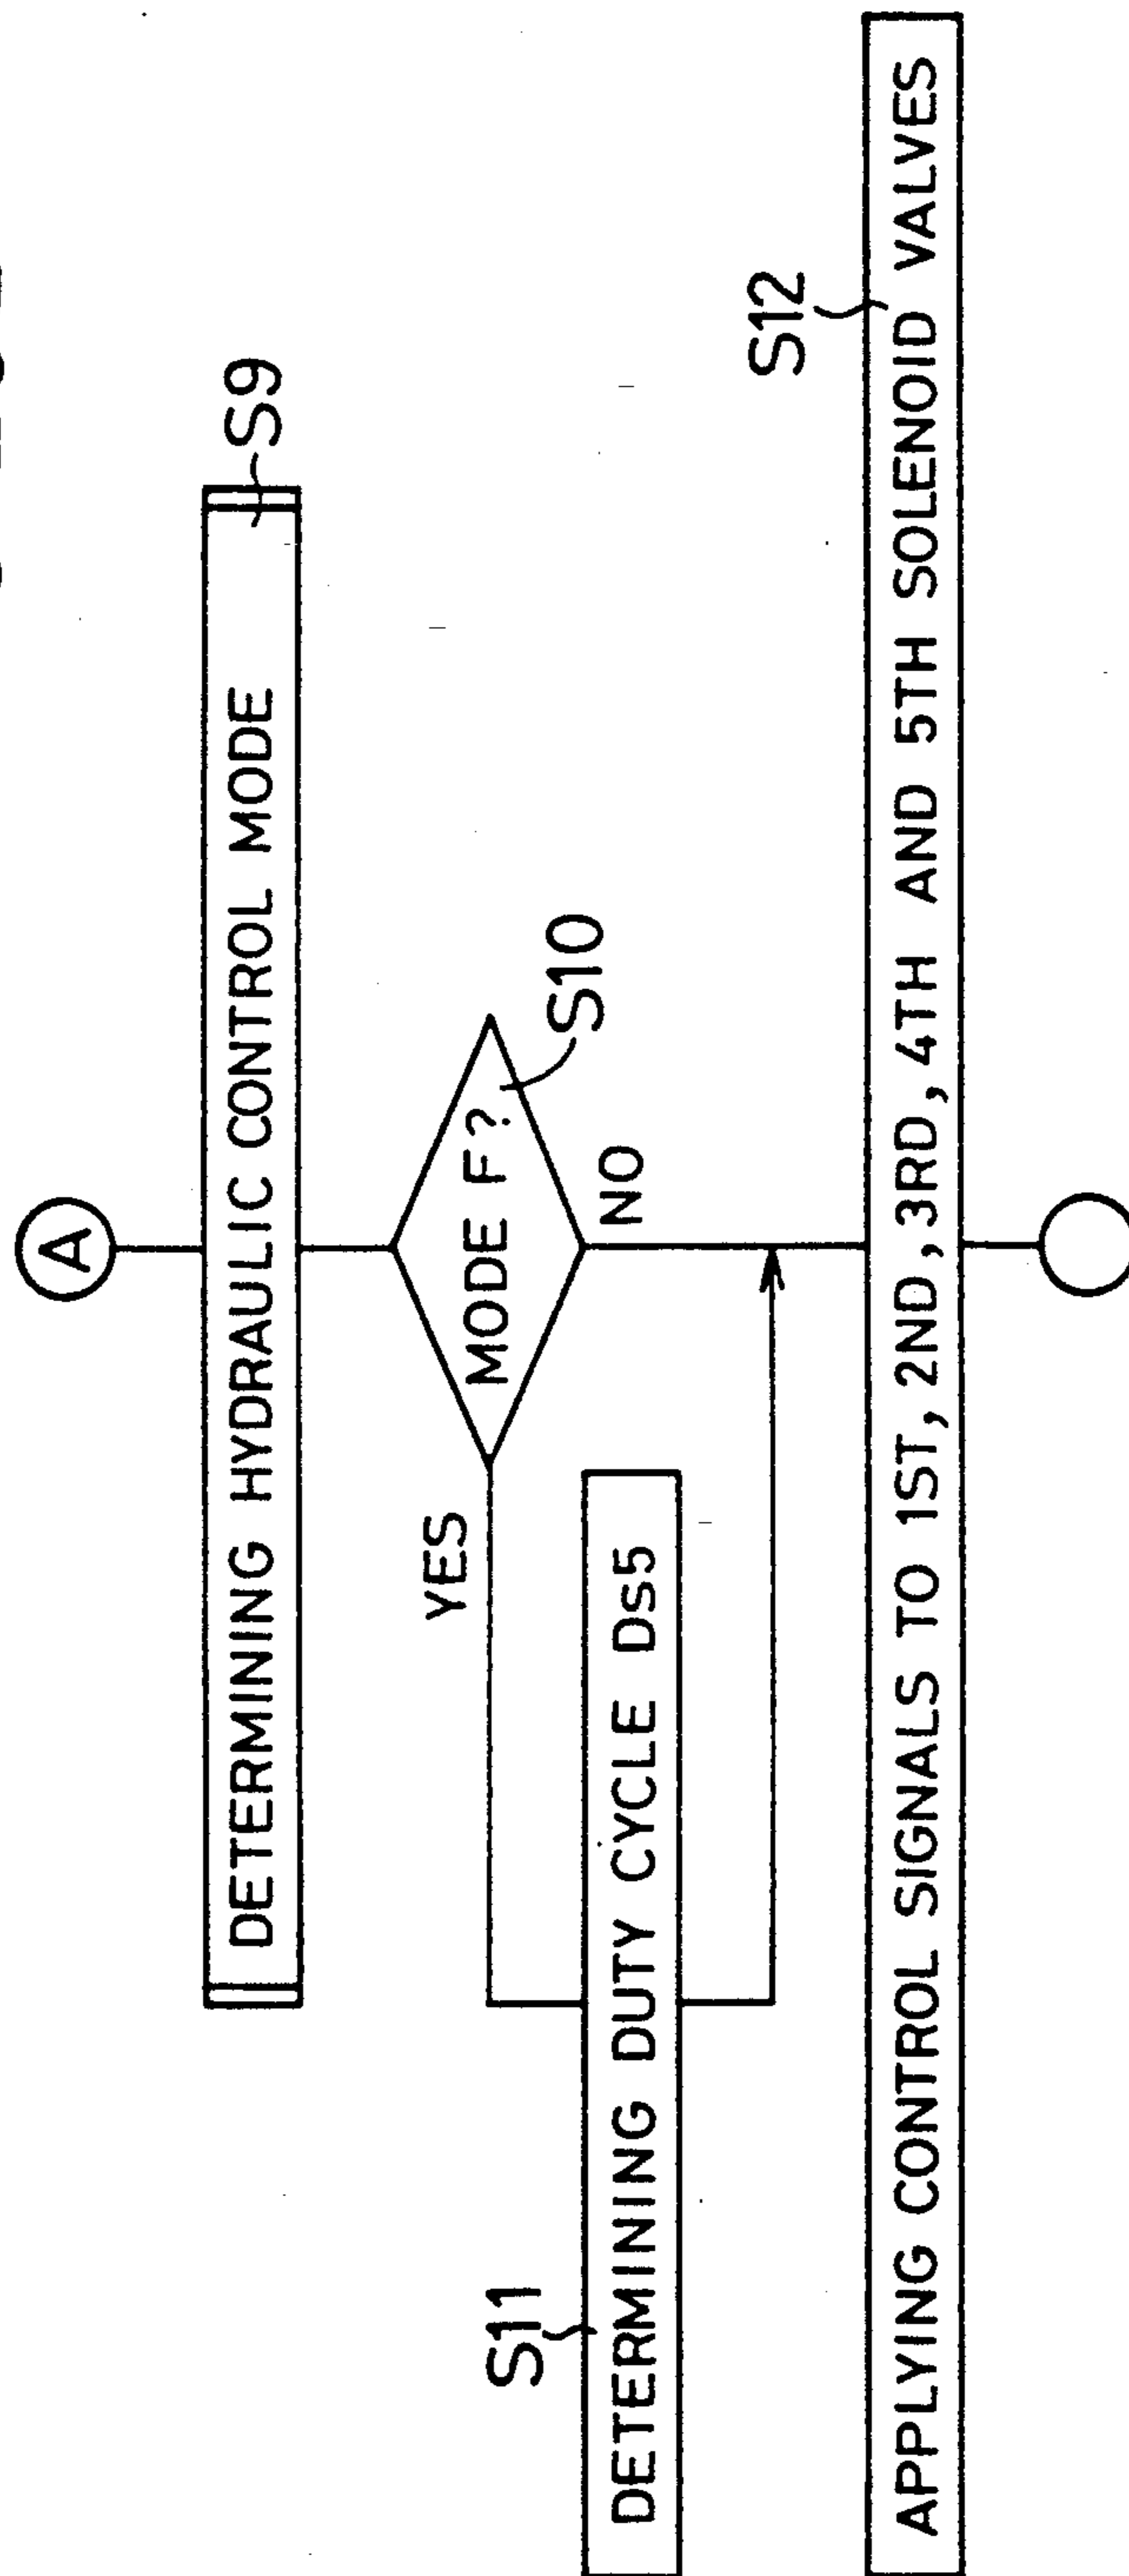 A
DETERMINING HYDRAULIC CONTROL MODE
S9
MODE F?
S10
YES
NO
S11
DETERMINING DUTY CYCLE Ds5
S12
APPLYING CONTROL SIGNALS TO 1ST, 2ND, 3RD, 4TH AND 5TH SOLENOID VALVES